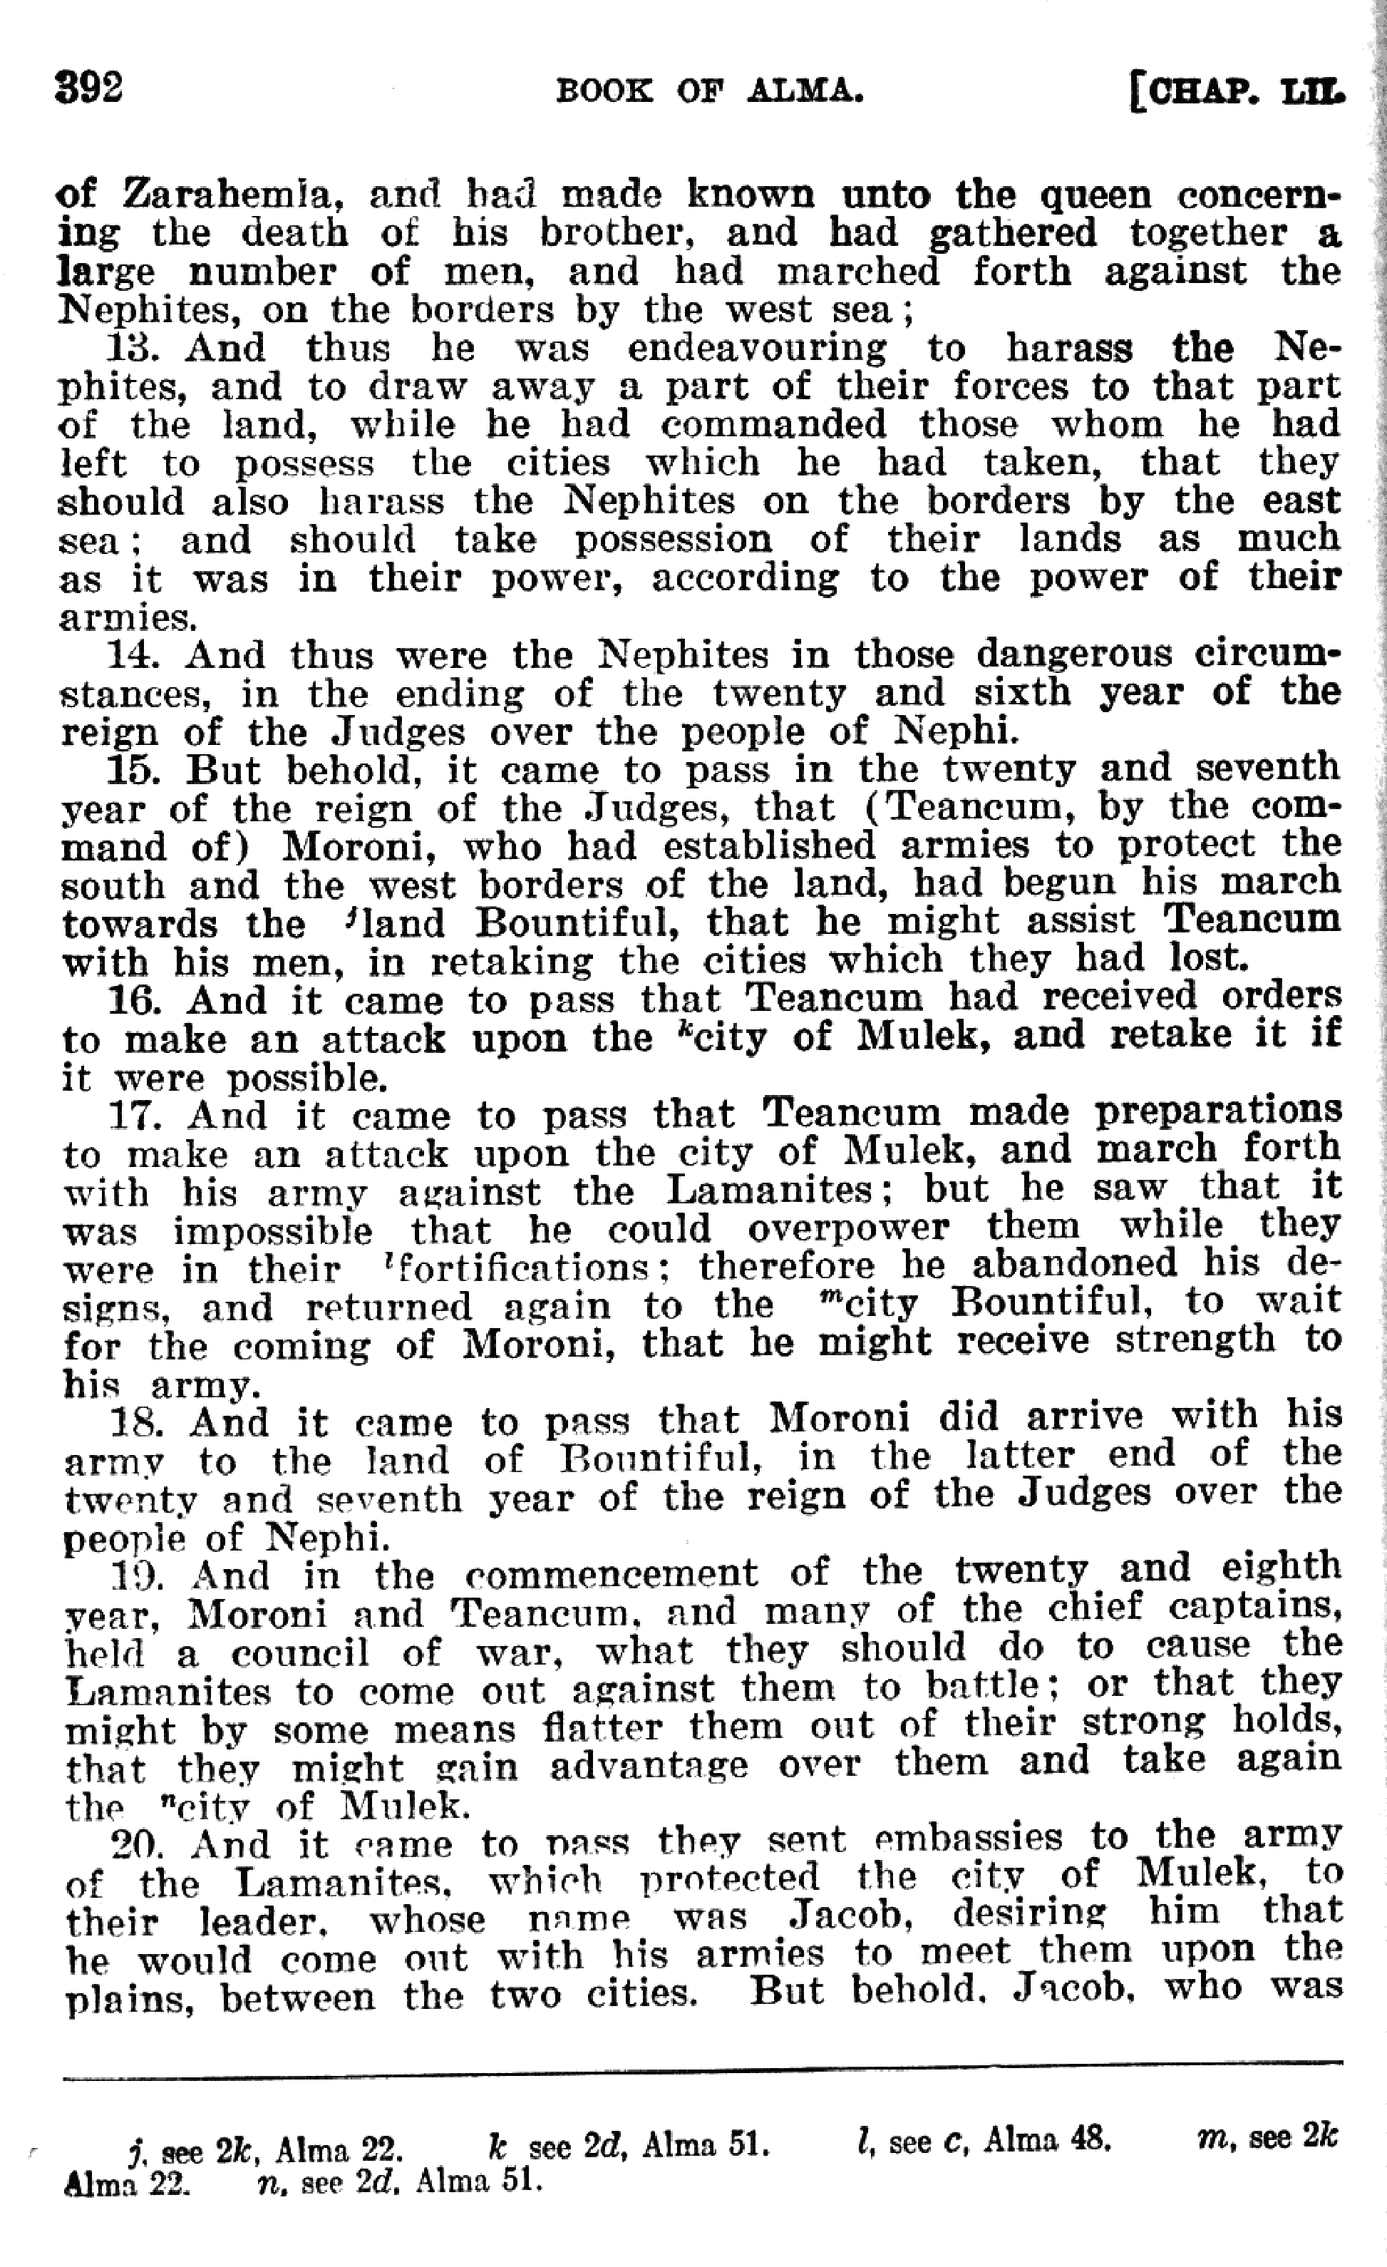 392 BOOK OF ALMA. [CHAP. LII.
of Zarahemla, and had made known unto the queen concern-
ing the death of his brother, and had gathered together a
large number of men, and had marched forth against the
Nephites, on the borders by the west sea;
13. And thus he was endeavouring to harass the Ne-
phites, and to draw away a part of their forces to that part
of the land, while he had commanded those whom he had
left to possess the cities which he had taken, that they
should also harass the Nephites on the borders by the east
sea; and should take possession of their lands as much
as it was in their power, according to the power of their
armies.
14. And thus were the Nephites in those dangerous circum-
stances, in the ending of the twenty and sixth year of the
reign of the Judges over the people of Nephi.
15. But behold, it came to pass in the twenty and seventh
year of the reign of the Judges, that (Teancum, by the com-
mand of) Moroni, who had established armies to protect the
south and the west borders of the land, had begun his march
towards the jland Bountiful, that he might assist Teancum
with his men, in retaking the cities which they had lost.
16. And it came to pass that Teancum had received orders
to make an attack upon the kcity of Mulek, and retake it if
it were possible.
17. And it came to pass that Teancum made preparations
to make an attack upon the city of Mulek, and march forth
with his army against the Lamanites; but he saw that it
was impossible that he could overpower them while they
were in their lfortifications; therefore he abandoned his de-
signs, and returned again to the mcity Bountiful, to wait
for the coming of Moroni, that he might receive strength to
his army.
18. And it came to pass that Moroni did arrive with his
army to the land of Bountiful, in the latter end of the
twenty and seventh year of the reign of the Judges over the
people of Nephi.
19. And in the commencement of the twenty and eighth
year, Moroni and Teancum, and many of the chief captains,
held a council of war, what they should do to cause the
Lamanites to come out against them to battle; or that they
might by some means flatter them out of their strong holds,
that they might gain advantage over them and take again
the ncity of Mulek.
20. And it came to pass they sent embassies to the army
of the Lamanites, which protected the city of Mulek, to
their leader, whose name was Jacob, desiring him that
he would come out with his armies to meet them upon the
plains, between the two cities. But behold, Jacob, who was
j, see 2k, Alma 22. k see 2d, Alma 51. l, see c, Alma 48. m, see 2k
Alma 22. n, see 2d, Alma 51.